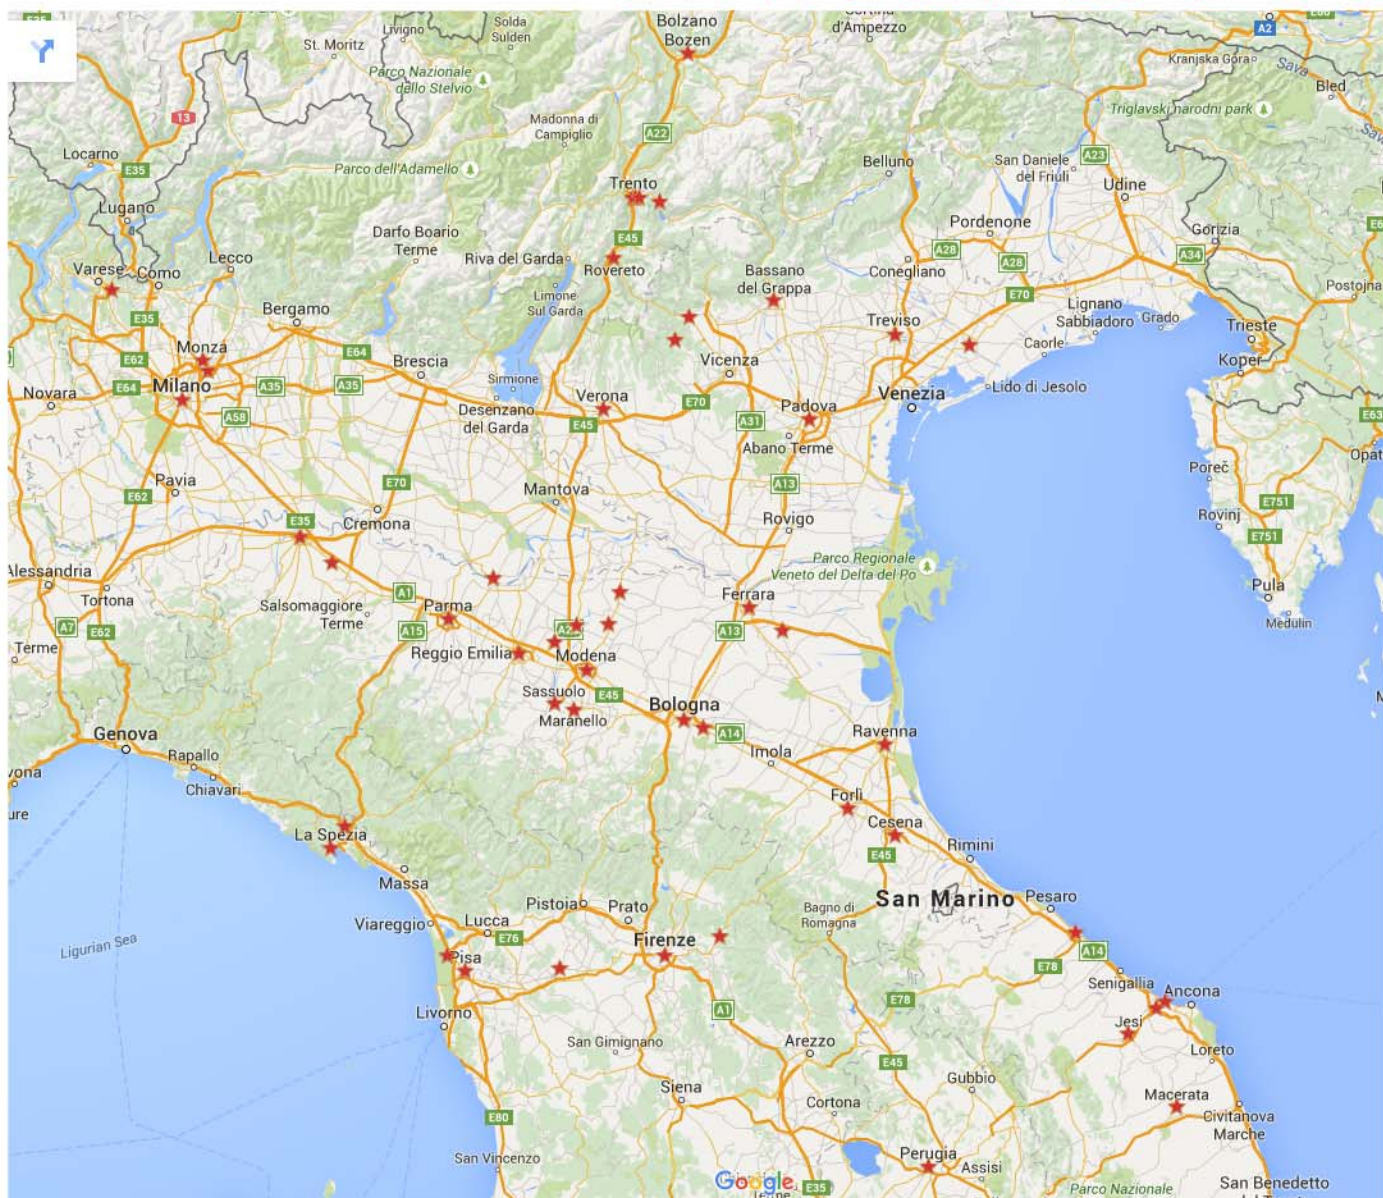 Livigno
Solda
Sulden
Bolzano
Bozen
d'Ampezzo
A2
St. Moritz
Kranjska Gora
Sava
Bled
Parco Nazionale
dello Stelvio
Triglavski narodni park
13
Madonna di
Campiglio
A22
Locarno
E35
Parco dell'Adamello
Belluno
San Daniele
del Friuli
A23
Trento
Udine
Lugano
Pordenone
Darfo Boario
Terme
E45
Gorizia
Lecco
Riva del Garda
Rovereto
A28
A28
A34
Varese
Como
Bassano
del Grappa
Conegliano
E70
Postojna
Limone
Sul Garda
Bergamo
E35
Lignano
Sabbiadoro
Grado
Treviso
Trieste
Caorle
Monza
E62
E64
Brescia
Vicenza
Koper
Milano
E64
A35
A35
Sirmione
Novara
Desenzano
del Garda
Verona
E70
Venezia
Lido di Jesolo
A58
E45
A31
Padova
Abano Terme
E63
Pavia
E62
E70
Mantova
A13
Poreč
E751
Cremona
E35
Rovigo
Rovinj
E751
Parco Regionale
Veneto del Delta del Po
Alessandria
Tortona
Pula
A1
Ferrara
Salsomaggiore
Terme
Parma
Medulin
A7
E62
A15
A13
Terme
Reggio Emilia
Modena
Sassuolo
E45
Maranello
Bologna
Genova
A14
Ravenna
Imola
Rapallo
Chiavari
Forlì
La Spezia
Cesena
E45
Rimini
Massa
San Marino
Pesaro
Pistoia
Prato
Bagno di
Romagna
Viareggio
Lucca
E76
Firenze
Ligurian Sea
Pisa
A14
E78
Senigallia
Ancona
E78
Livorno
A1
Jesi
San Gimignano
Arezzo
Loreto
E45
Siena
Gubbio
Cortona
Macerata
Civitanova
Marche
E80
San Vincenzo
Perugia
Assisi
Google
E35
Parco Nazionale
San Benedetto